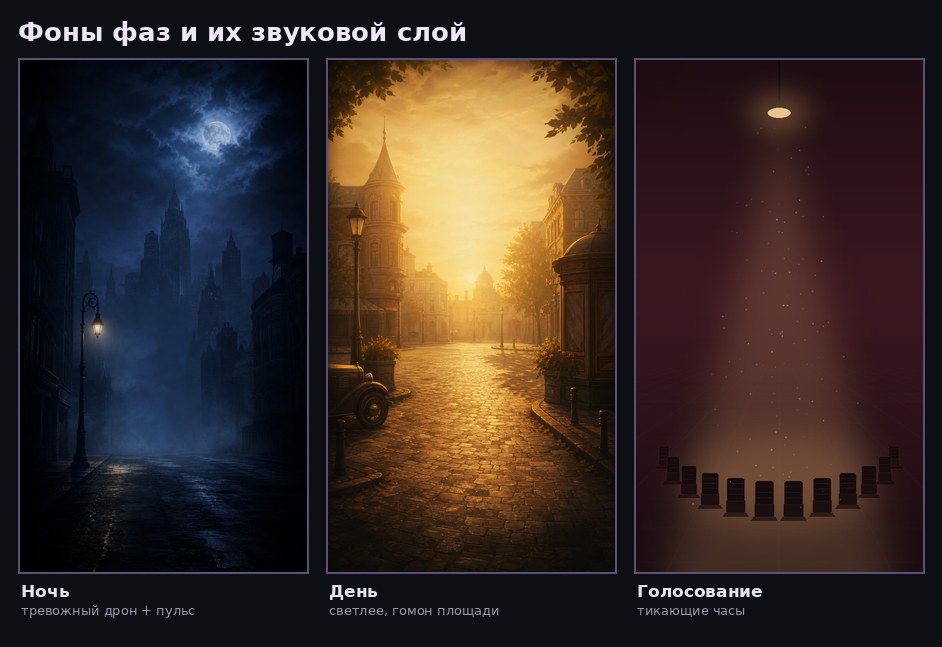 Фоны фаз и их звуковой слой
Ночь
тревожный дрон + пульс
День
светлее, гомон площади
Голосование
тикающие часы